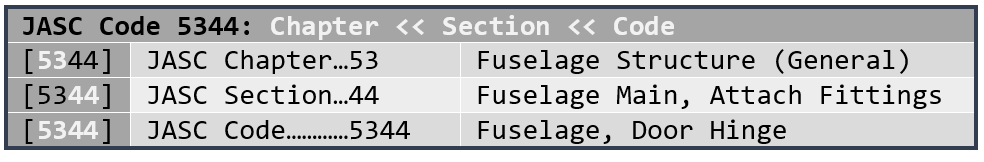 JASC Code 5344: Chapter << Section << Code
[5344] JASC Chapter…53 Fuselage Structure (General)
[5344] JASC Section…44 Fuselage Main, Attach Fittings
[5344] JASC Code…………5344 Fuselage, Door Hinge